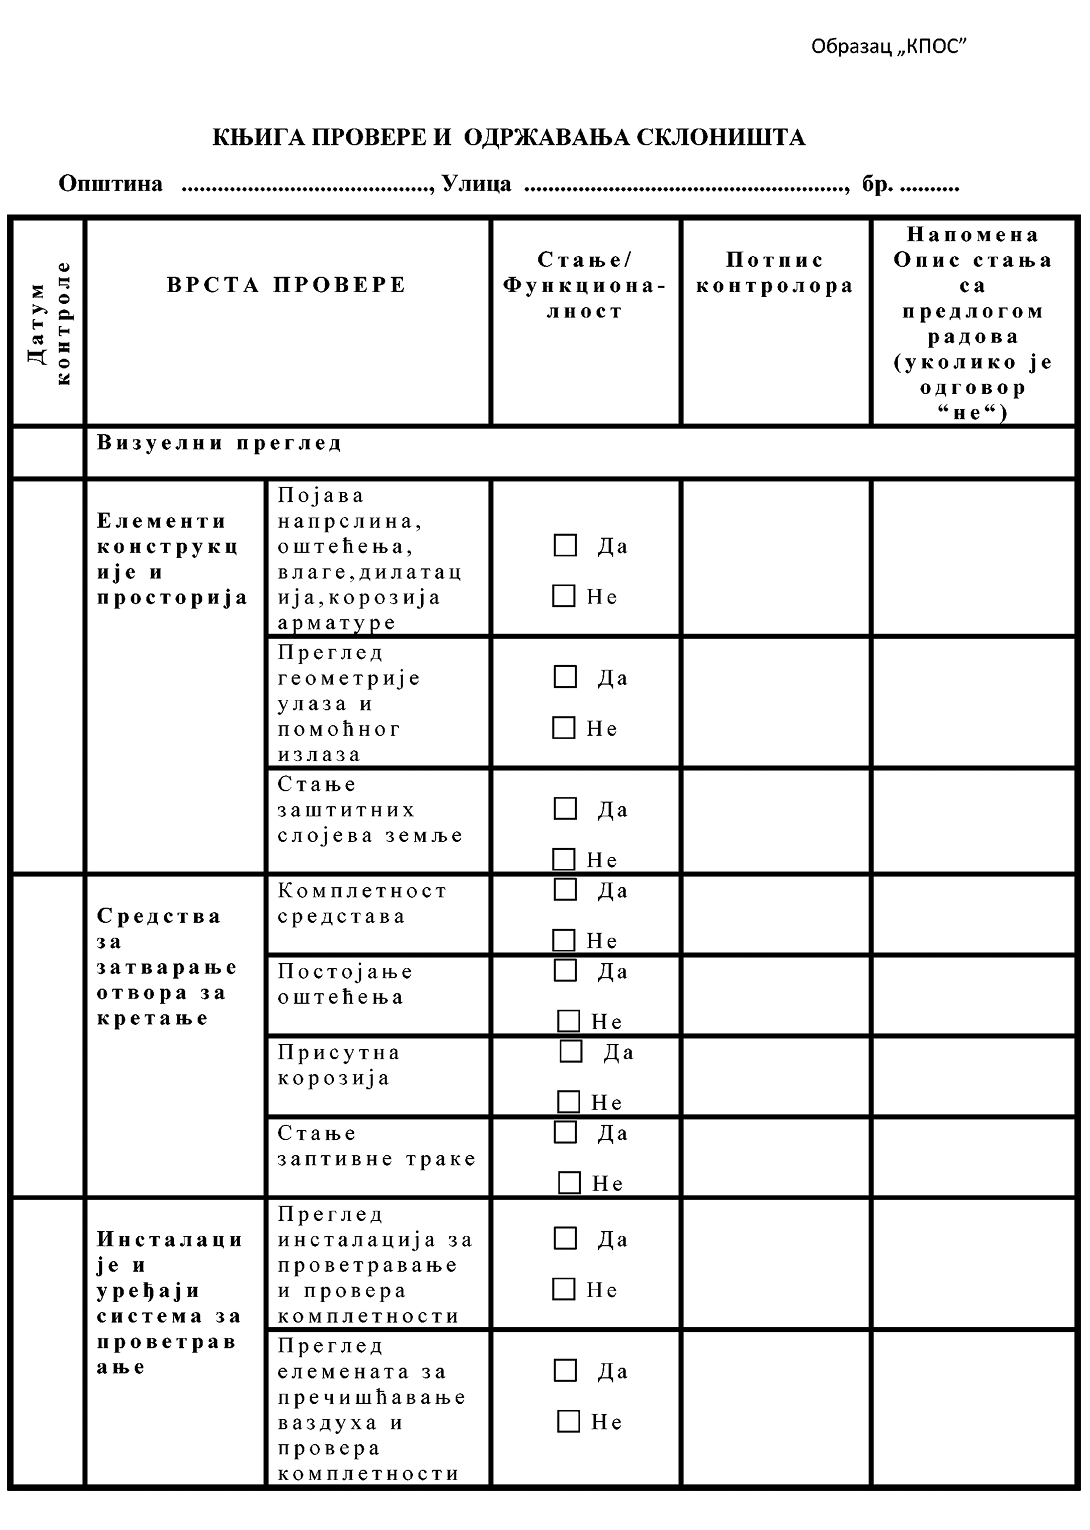 Образац „КПОС”
КЊИГА ПРОВЕРЕ И ОДРЖАВАЊА СКЛОНИШТА
Општина ........................................., Улица ....................................................., бр. ..........
Датум
контроле
ВРСТА ПРОВЕРЕ
Стање/
Функциона-
лност
Потпис
контролора
Напомена
Опис стања
са
предлогом
радова
(уколико је
одговор
“не“)
Визуелни преглед
Елементи
конструкц
ије и
просторија
Појава
напрслина,
оштећења,
влаге,дилатац
ија,корозија
арматуре
Да
Не
Преглед
геометрије
улаза и
помоћног
излаза
Да
Не
Стање
заштитних
слојева земље
Да
Не
Средства
за
затварање
отвора за
кретање
Комплетност
средстава
Да
Не
Постојање
оштећења
Да
Не
Присутна
корозија
Да
Не
Стање
заптивне траке
Да
Не
Инсталаци
је и
уређаји
система за
проветрав
ање
Преглед
инсталација за
проветравање
и провера
комплетности
Да
Не
Преглед
елемената за
пречишћавање
ваздуха и
провера
комплетности
Да
Не